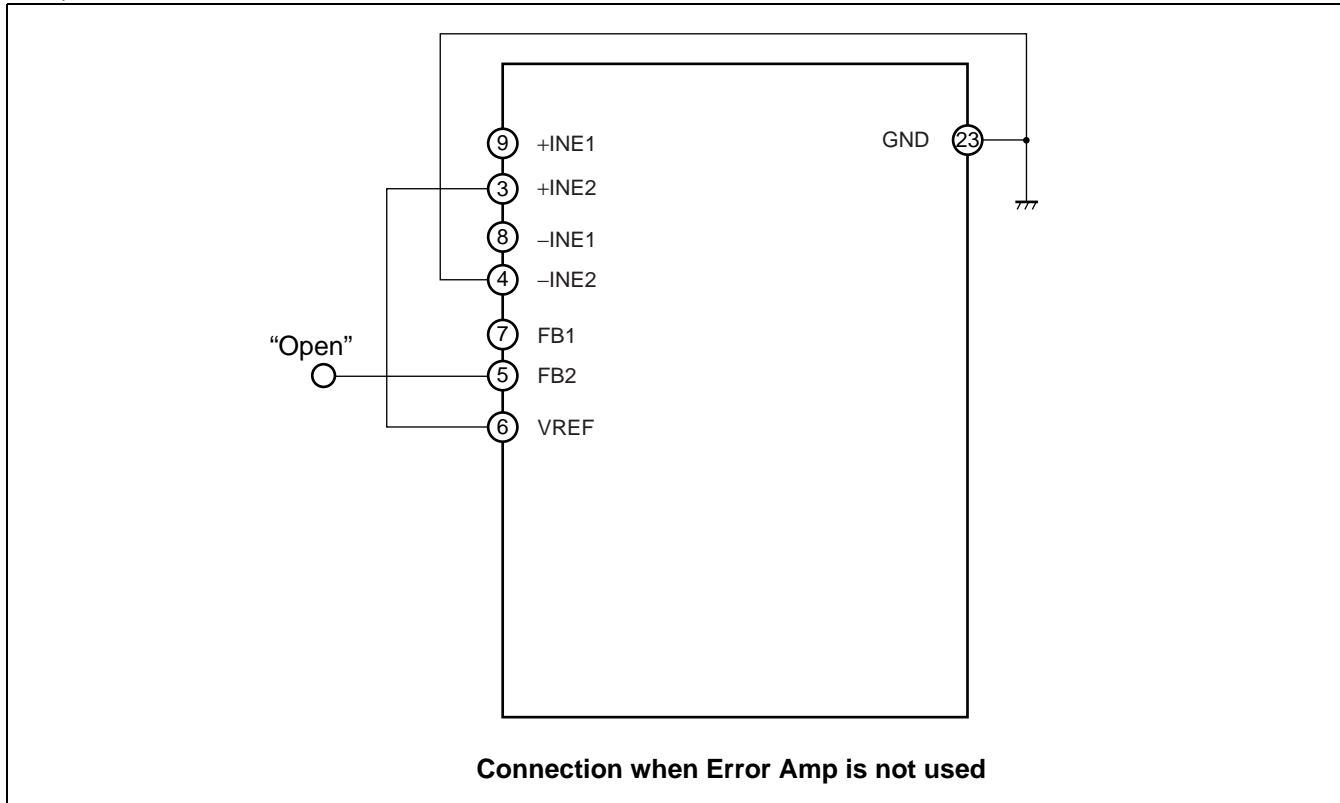 9 +INE1
GND 23
3 +INE2
8 −INE1
4 −INE2
7 FB1
“Open”
5 FB2
6 VREF
Connection when Error Amp is not used